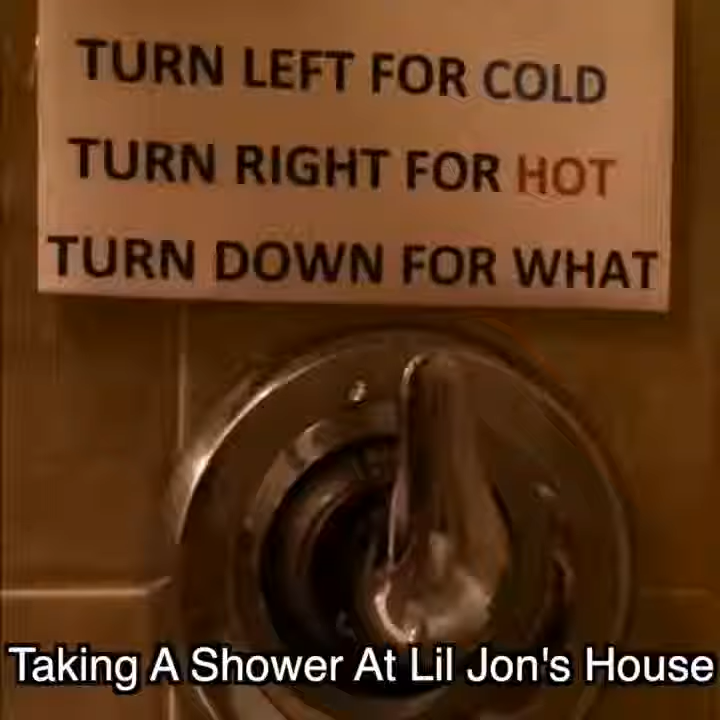 TURN LEFT FOR COLD
TURN RIGHT FOR HOT
TURN DOWN FOR WHAT
Taking A Shower At Lil Jon's House